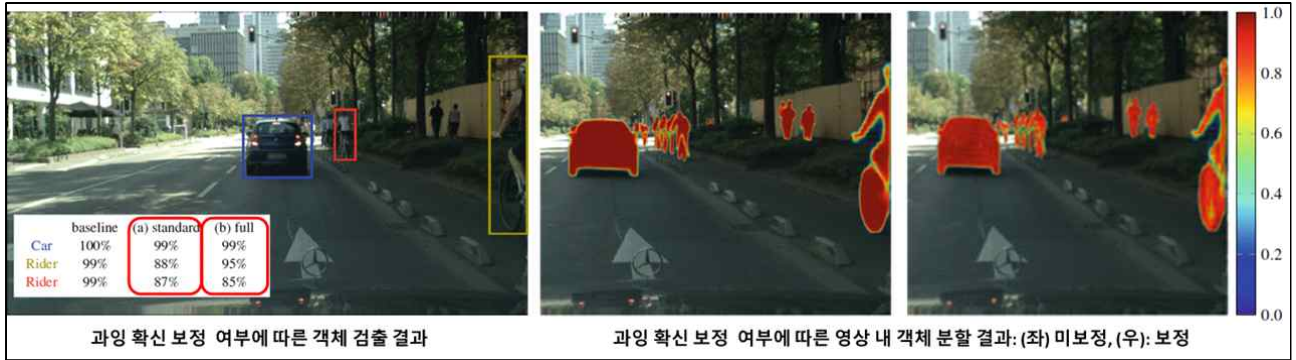 baseline (a) standard (b) full
Car 100% 99% 99%
Rider 99% 88% 95%
Rider 99% 87% 85%
1.0
0.8
0.6
0.4
0.2
0.0
과잉 확신 보정 여부에 따른 객체 검출 결과
과잉 확신 보정 여부에 따른 영상 내 객체 분할 결과: (좌) 미보정, (우): 보정